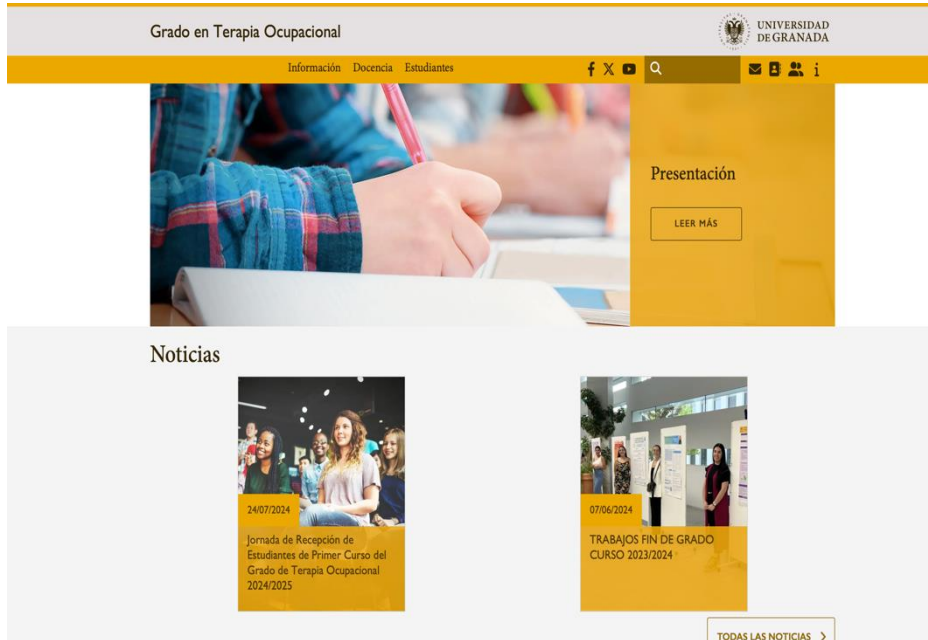 Grado en Terapia Ocupacional
UNIVERSIDAD
DE GRANADA
Información Docencia Estudiantes
Presentación
LEER MÁS
Noticias
24/07/2024
Jornada de Recepción de
Estudiantes de Primer Curso del
Grado de Terapia Ocupacional
2024/2025
07/06/2024
TRABAJOS FIN DE GRADO
CURSO 2023/2024
TODAS LAS NOTICIAS